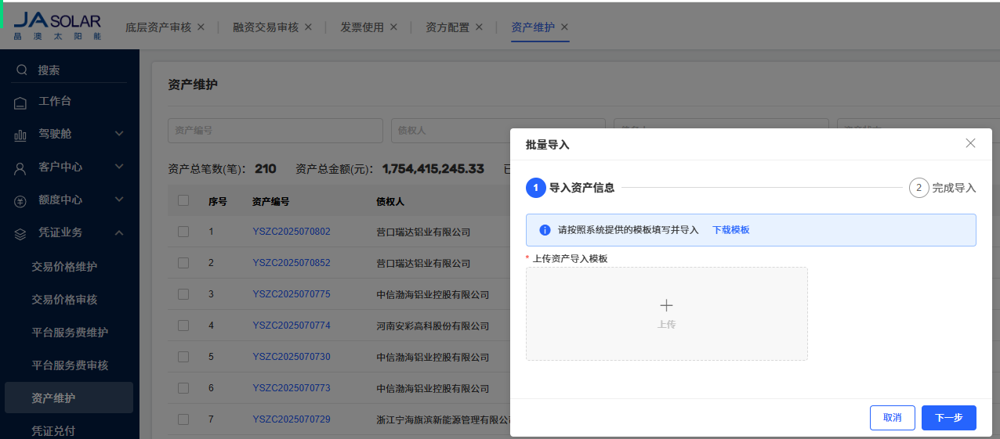 JA SOLAR
晶澳太阳能
底层资产审核 × 融资交易审核 × 发票使用 × 资方配置 × 资产维护 ×
搜索
工作台
驾驶舱
客户中心
额度中心
凭证业务
交易价格维护
交易价格审核
平台服务费维护
平台服务费审核
资产维护
凭证兑付
资产维护
资产编号 债权人
资产总笔数(笔): 210 资产总金额(元): 1,754,415,245.33 已
序号 资产编号 债权人
1 YSZC2025070802 营口瑞达铝业有限公司
2 YSZC2025070852 营口瑞达铝业有限公司
3 YSZC2025070775 中信渤海铝业控股有限公司
4 YSZC2025070774 河南安彩高科股份有限公司
5 YSZC2025070730 中信渤海铝业控股有限公司
6 YSZC2025070773 中信渤海铝业控股有限公司
7 YSZC2025070729 浙江宁海旗滨新能源管理有限公
批量导入
1 导入资产信息 2 完成导入
请按照系统提供的模板填写并导入 下载模板
* 上传资产导入模板
上传
取消 下一步